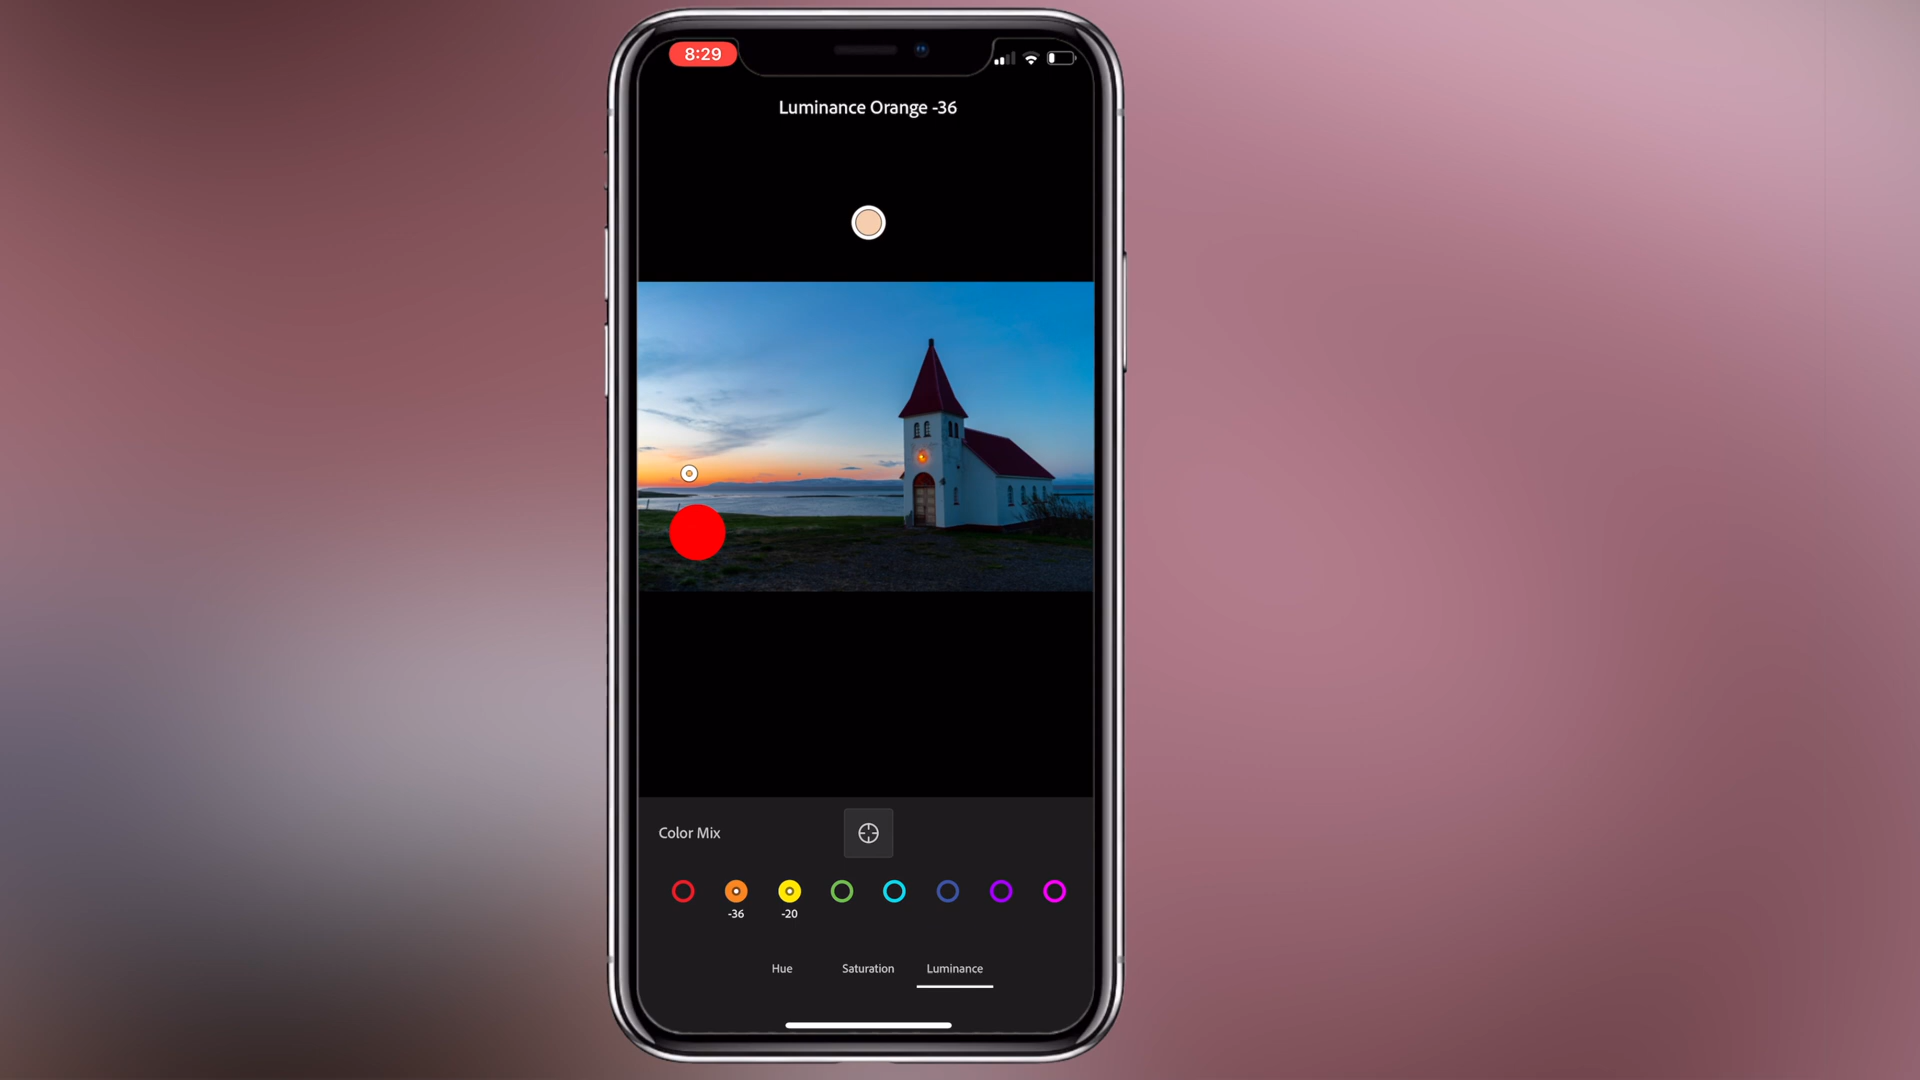 8:29
Luminance Orange -36
Color Mix
-36 -20
Hue Saturation Luminance